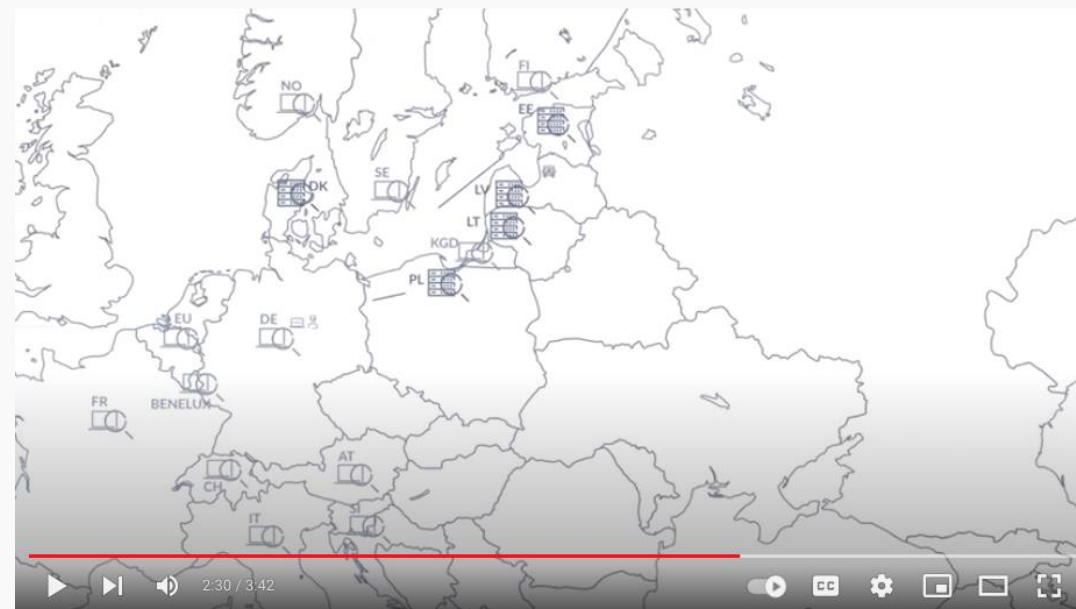 FI
NO
EE
SE
DK
LV
LT
KGD
PL
EU
DE
BENELUX
FR
AT
CH
SI
IT
2:30 / 3:42
CC